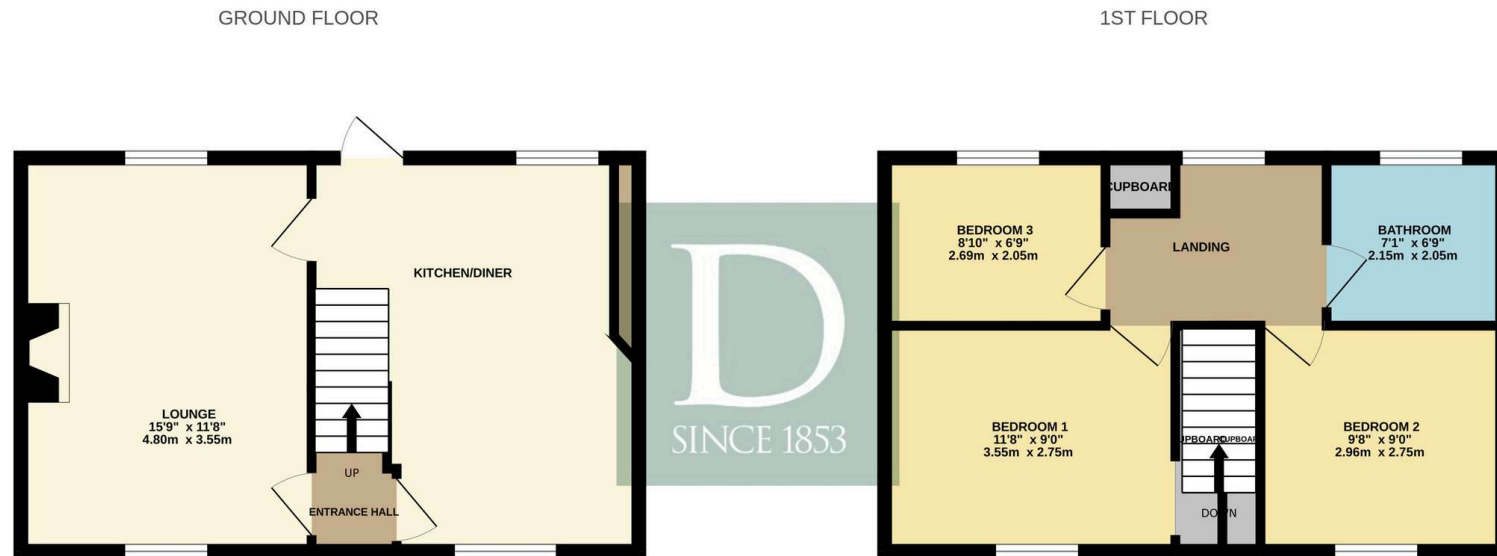 GROUND FLOOR
1ST FLOOR
KITCHEN/DINER
LOUNGE
15'9" x 11'8"
4.80m x 3.55m
UP
ENTRANCE HALL
D
SINCE 1853
CUPBOARD
BEDROOM 3
8'10" x 6'9"
2.69m x 2.05m
LANDING
BATHROOM
7'1" x 6'9"
2.15m x 2.05m
BEDROOM 1
11'8" x 9'0"
3.55m x 2.75m
BEDROOM 2
9'8" x 9'0"
2.96m x 2.75m
DOWN